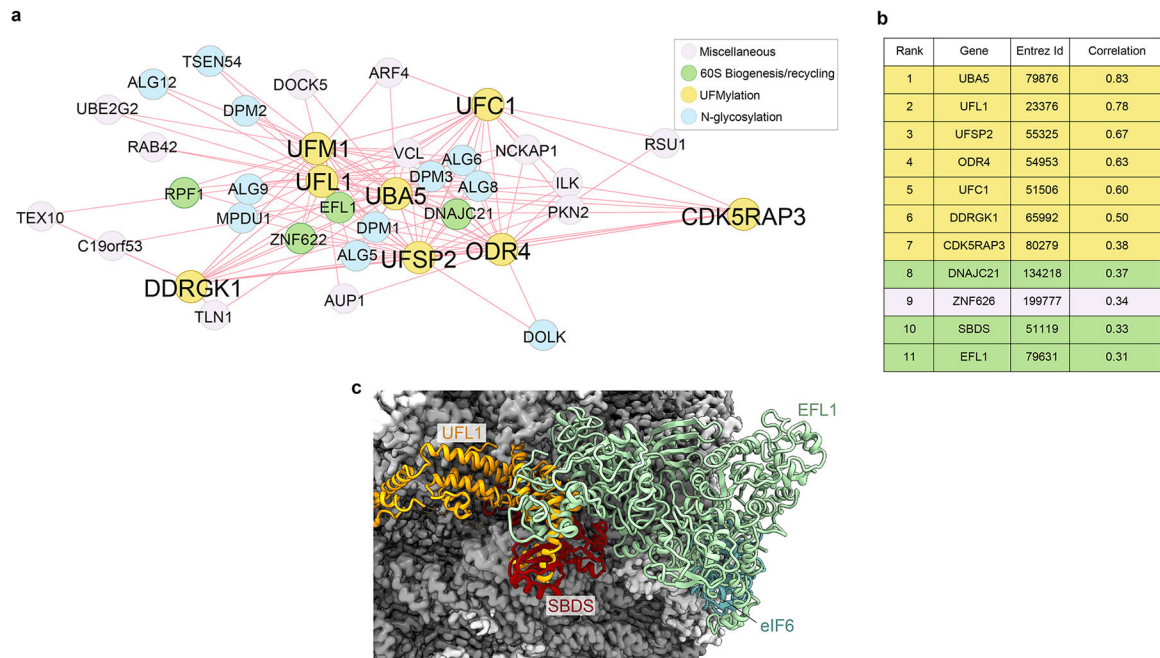 a
TSEN54
ALG12
DPM2
UBE2G2
RAB42
DOCK5
ARF4
UFC1
Miscellaneous
60S Biogenesis/recycling
UFMylation
N-glycosylation
UFM1
VCL
ALG6
NCKAP1
RSU1
RPF1
ALG9
UFL1
UBA5
DPM3
ALG8
ILK
TEX10
MPDU1
EFL1
DNAJC21
PKN2
CDK5RAP3
C19orf53
ZNF622
DPM1
ALG5
UFSP2
ODR4
DDRGK1
AUP1
TLN1
DOLK
b
Rank Gene Entrez Id Correlation
1 UBA5 79876 0.83
2 UFL1 23376 0.78
3 UFSP2 55325 0.67
4 ODR4 54953 0.63
5 UFC1 51506 0.60
6 DDRGK1 65992 0.50
7 CDK5RAP3 80279 0.38
8 DNAJC21 134218 0.37
9 ZNF626 199777 0.34
10 SBDS 51119 0.33
11 EFL1 79631 0.31
c
UFL1
EFL1
SBDS
eIF6